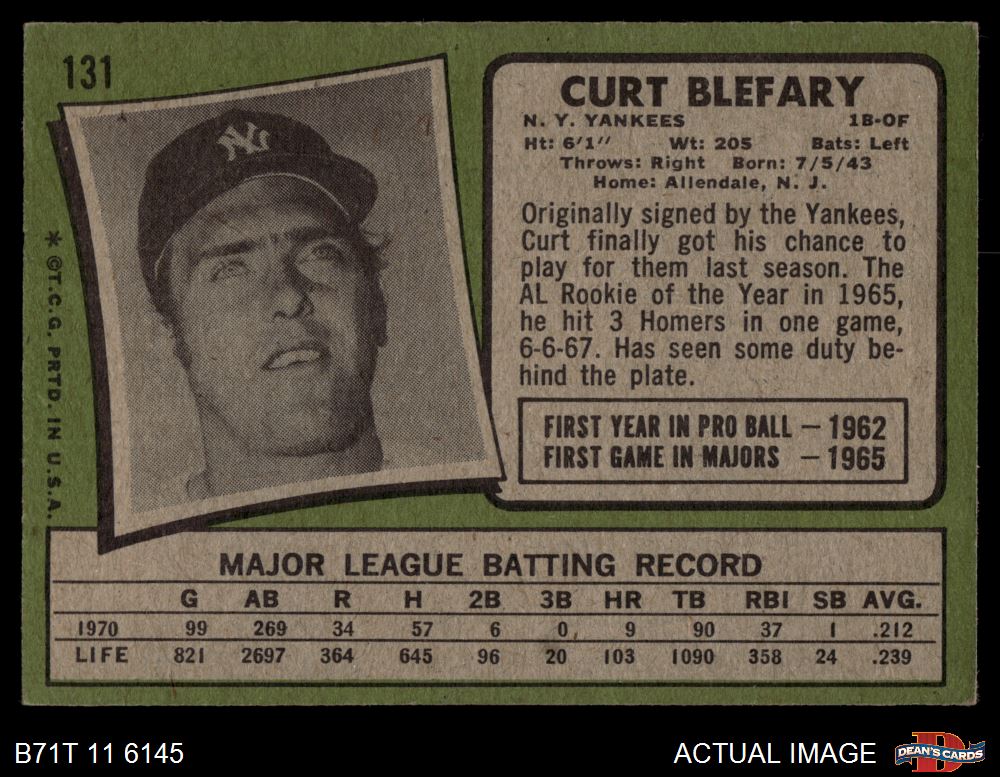 131
CURT BLEFARY
N. Y. YANKEES 1B-OF
Ht: 6'1" Wt: 205 Bats: Left
Throws: Right Born: 7/5/43
Home: Allendale, N. J.
Originally signed by the Yankees,
Curt finally got his chance to
play for them last season. The
AL Rookie of the Year in 1965,
he hit 3 Homers in one game,
6-6-67. Has seen some duty be-
hind the plate.
FIRST YEAR IN PRO BALL – 1962
FIRST GAME IN MAJORS – 1965
NY
* ©T.C.G. PRTD. IN U.S.A.
MAJOR LEAGUE BATTING RECORD
G AB R H 2B 3B HR TB RBI SB AVG.
1970 99 269 34 57 6 0 9 90 37 1 .212
LIFE 821 2697 364 645 96 20 103 1090 358 24 .239
B71T 11 6145 ACTUAL IMAGE
D
DEAN'S CARDS